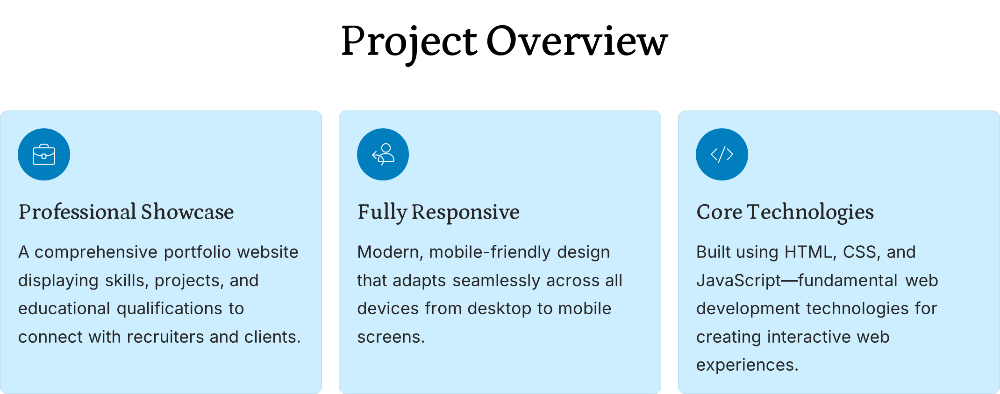 Project Overview
Professional Showcase
A comprehensive portfolio website
displaying skills, projects, and
educational qualifications to
connect with recruiters and clients.
Fully Responsive
Modern, mobile-friendly design
that adapts seamlessly across all
devices from desktop to mobile
screens.
Core Technologies
Built using HTML, CSS, and
JavaScript—fundamental web
development technologies for
creating interactive web
experiences.